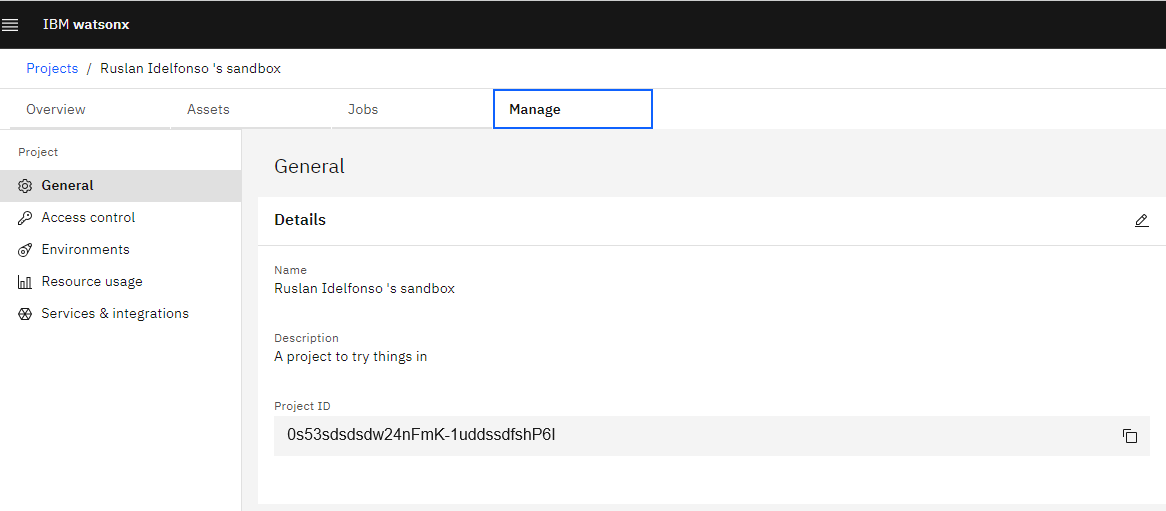 IBM watsonx
Projects / Ruslan Idelfonso 's sandbox
Overview Assets Jobs Manage
Project
General
Access control
Environments
Resource usage
Services & integrations
General
Details
Name
Ruslan Idelfonso 's sandbox
Description
A project to try things in
Project ID
0s53sdsdsdw24nFmK-1uddssdfshP6I